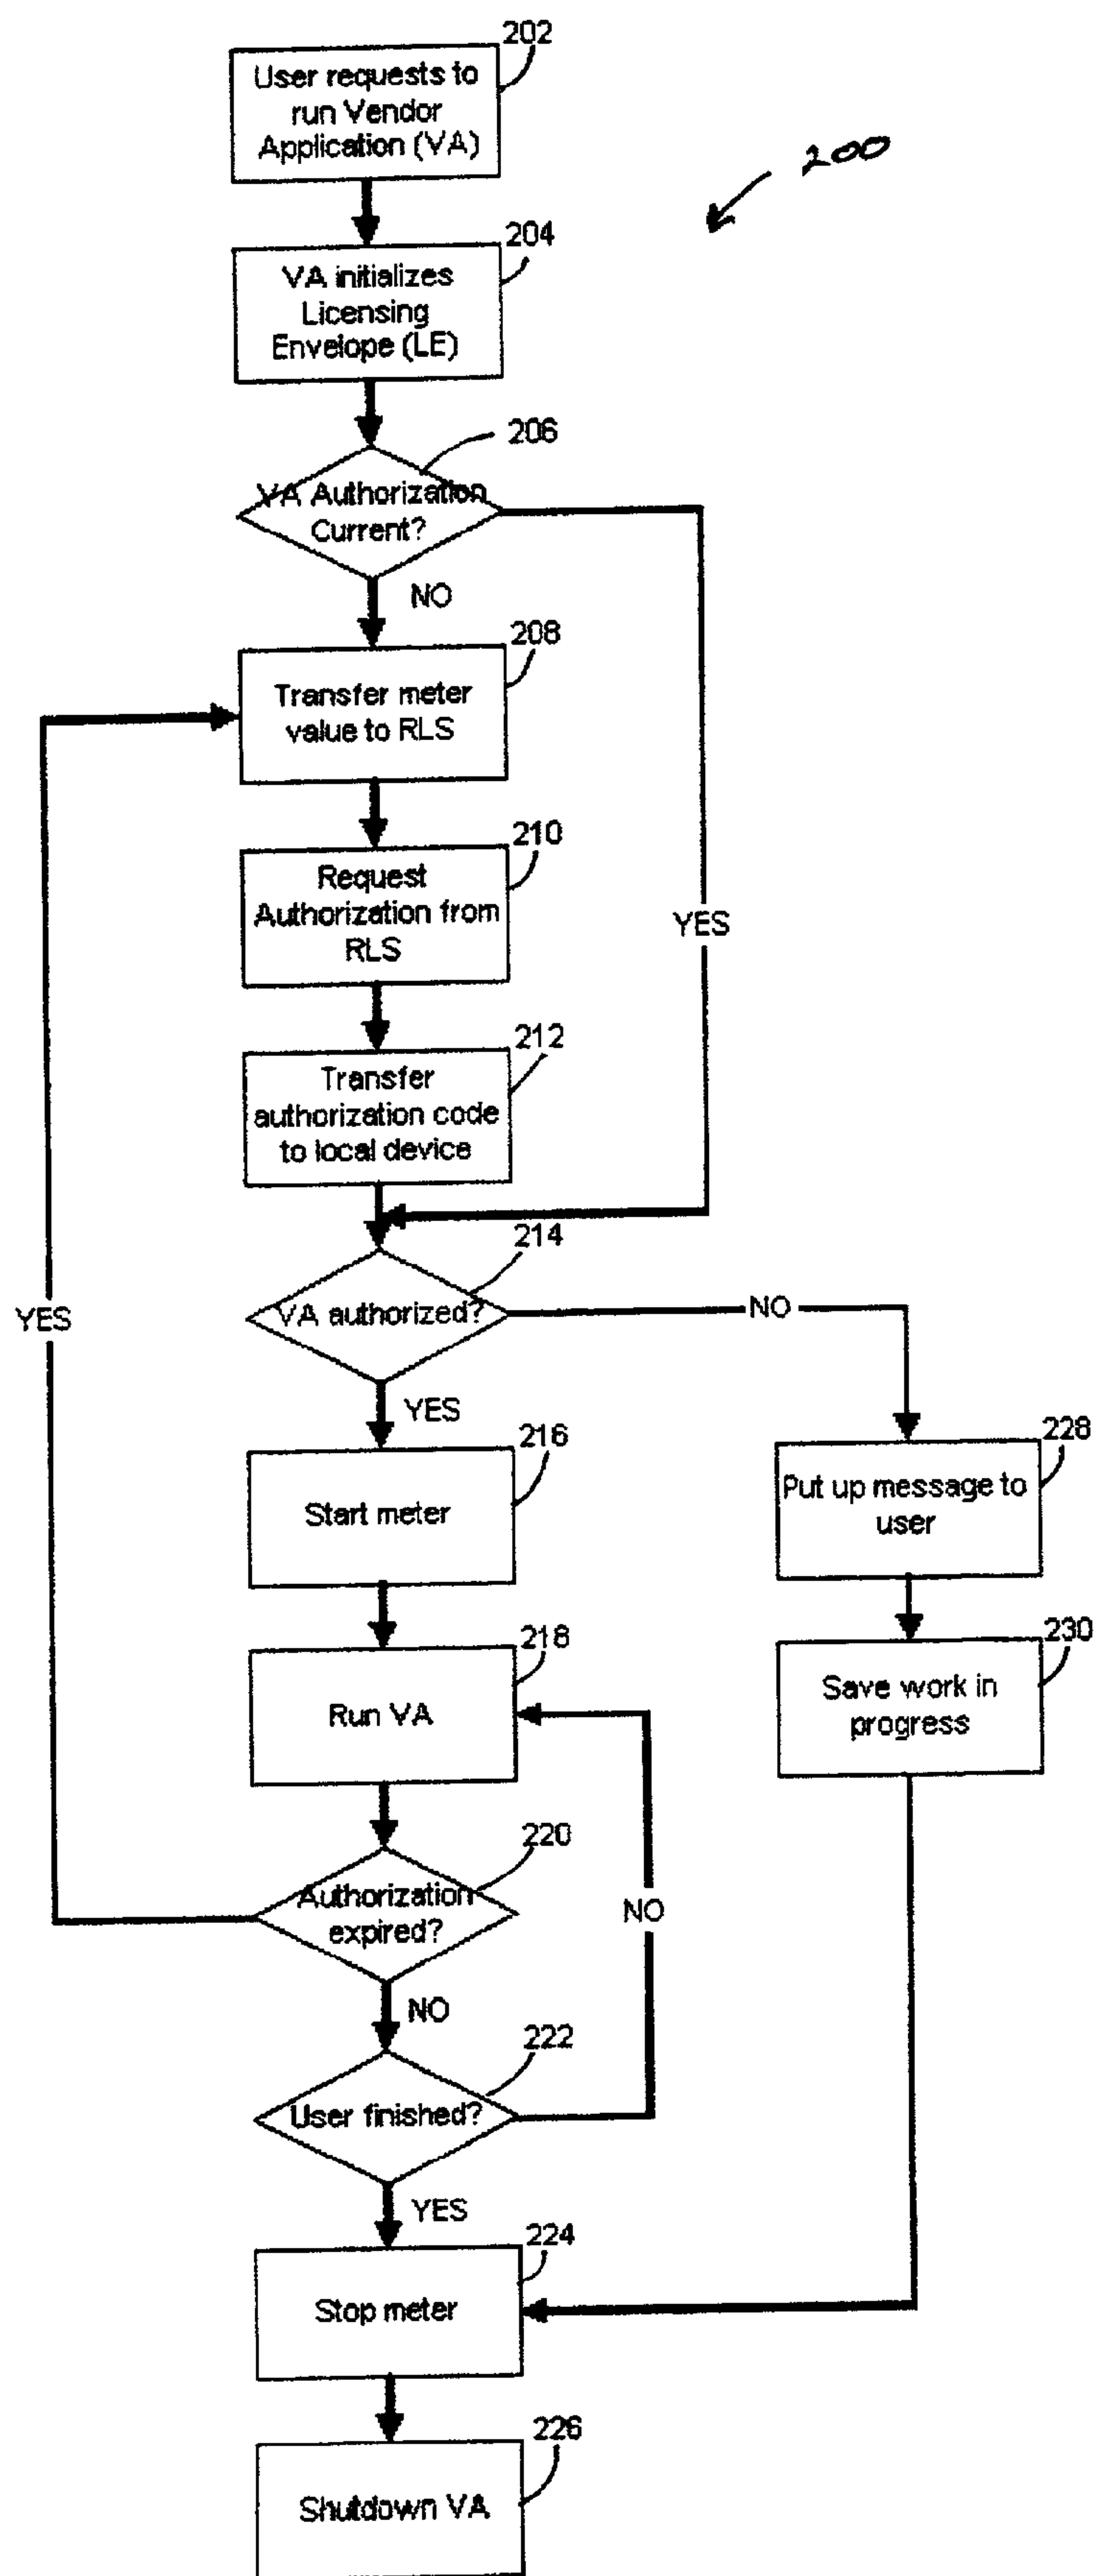 202
User requests to
run Vendor
Application (VA)
200
204
VA initializes
Licensing
Envelope (LE)
206
VA Authorization
Current?
NO
208
Transfer meter
value to RLS
210
Request
Authorization from
RLS
YES
212
Transfer
authorization code
to local device
214
VA authorized?
NO
YES
YES
216
Start meter
228
Put up message to
user
218
Run VA
230
Save work in
progress
220
Authorization
expired?
NO
NO
222
User finished?
YES
224
Stop meter
226
Shutdown VA